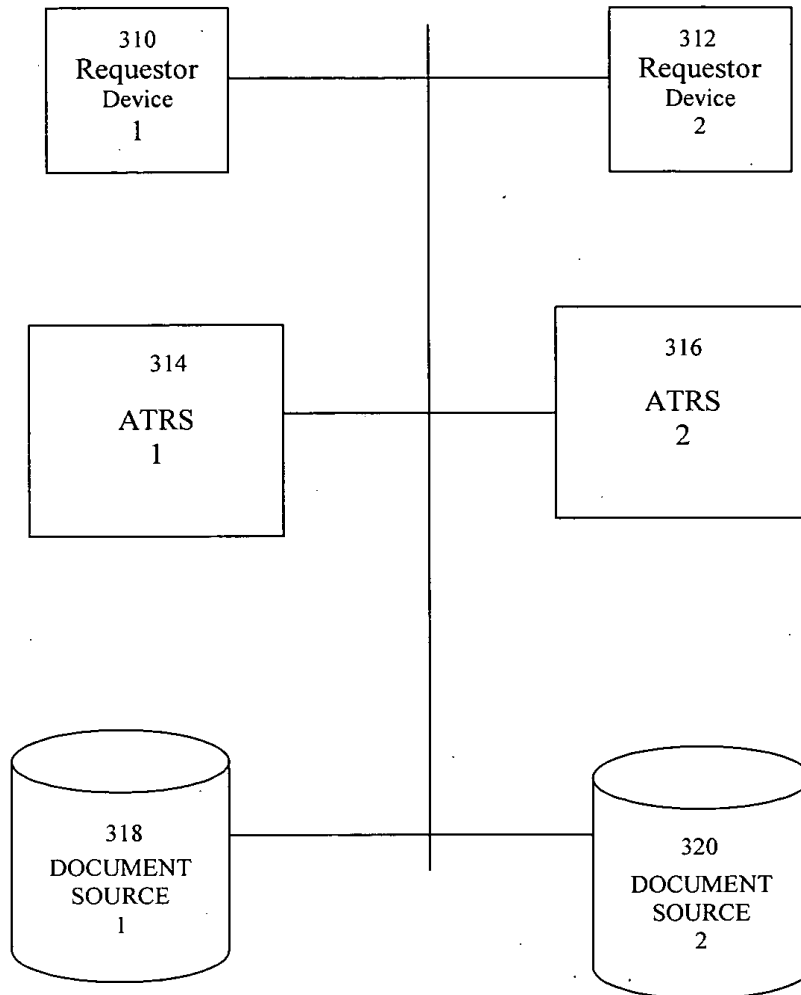 310
Requestor
Device
1
312
Requestor
Device
2
314
ATRS
1
316
ATRS
2
318
DOCUMENT
SOURCE
1
320
DOCUMENT
SOURCE
2